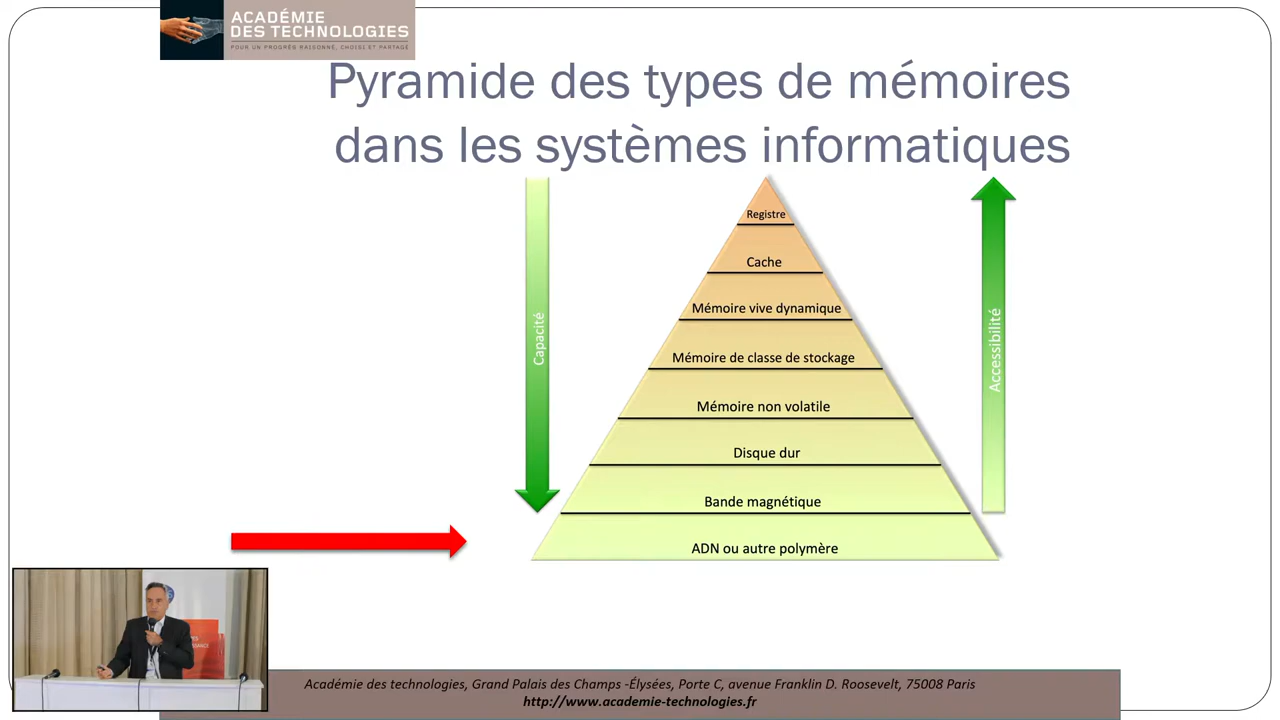 ACADÉMIE
DES TECHNOLOGIES
POUR UN PROGRÈS RAISONNÉ, CHOISI ET PARTAGÉ
Pyramide des types de mémoires
dans les systèmes informatiques
Capacité
Registre
Cache
Mémoire vive dynamique
Mémoire de classe de stockage
Mémoire non volatile
Disque dur
Bande magnétique
ADN ou autre polymère
Accessibilité
Académie des technologies, Grand Palais des Champs -Élysées, Porte C, avenue Franklin D. Roosevelt, 75008 Paris
http://www.academie-technologies.fr